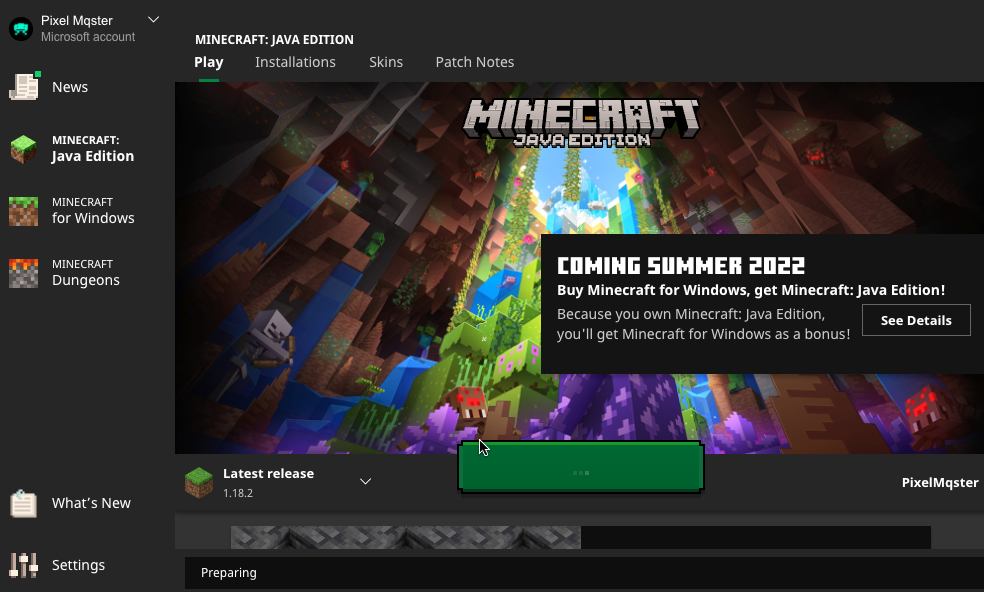 Pixel Mqster
Microsoft account
News
MINECRAFT:
Java Edition
MINECRAFT
for Windows
MINECRAFT
Dungeons
What's New
Settings
MINECRAFT: JAVA EDITION
Play Installations Skins Patch Notes
MINECRAFT
JAVA EDITION
COMING SUMMER 2022
Buy Minecraft for Windows, get Minecraft: Java Edition!
Because you own Minecraft: Java Edition,
you'll get Minecraft for Windows as a bonus!
See Details
Latest release
1.18.2
PixelMqster
Preparing